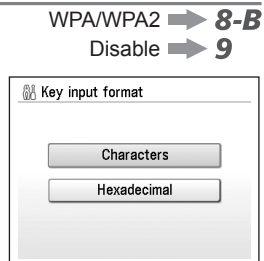 WPA/WPA2 8-B
Disable 9
Key input format
Characters
Hexadecimal